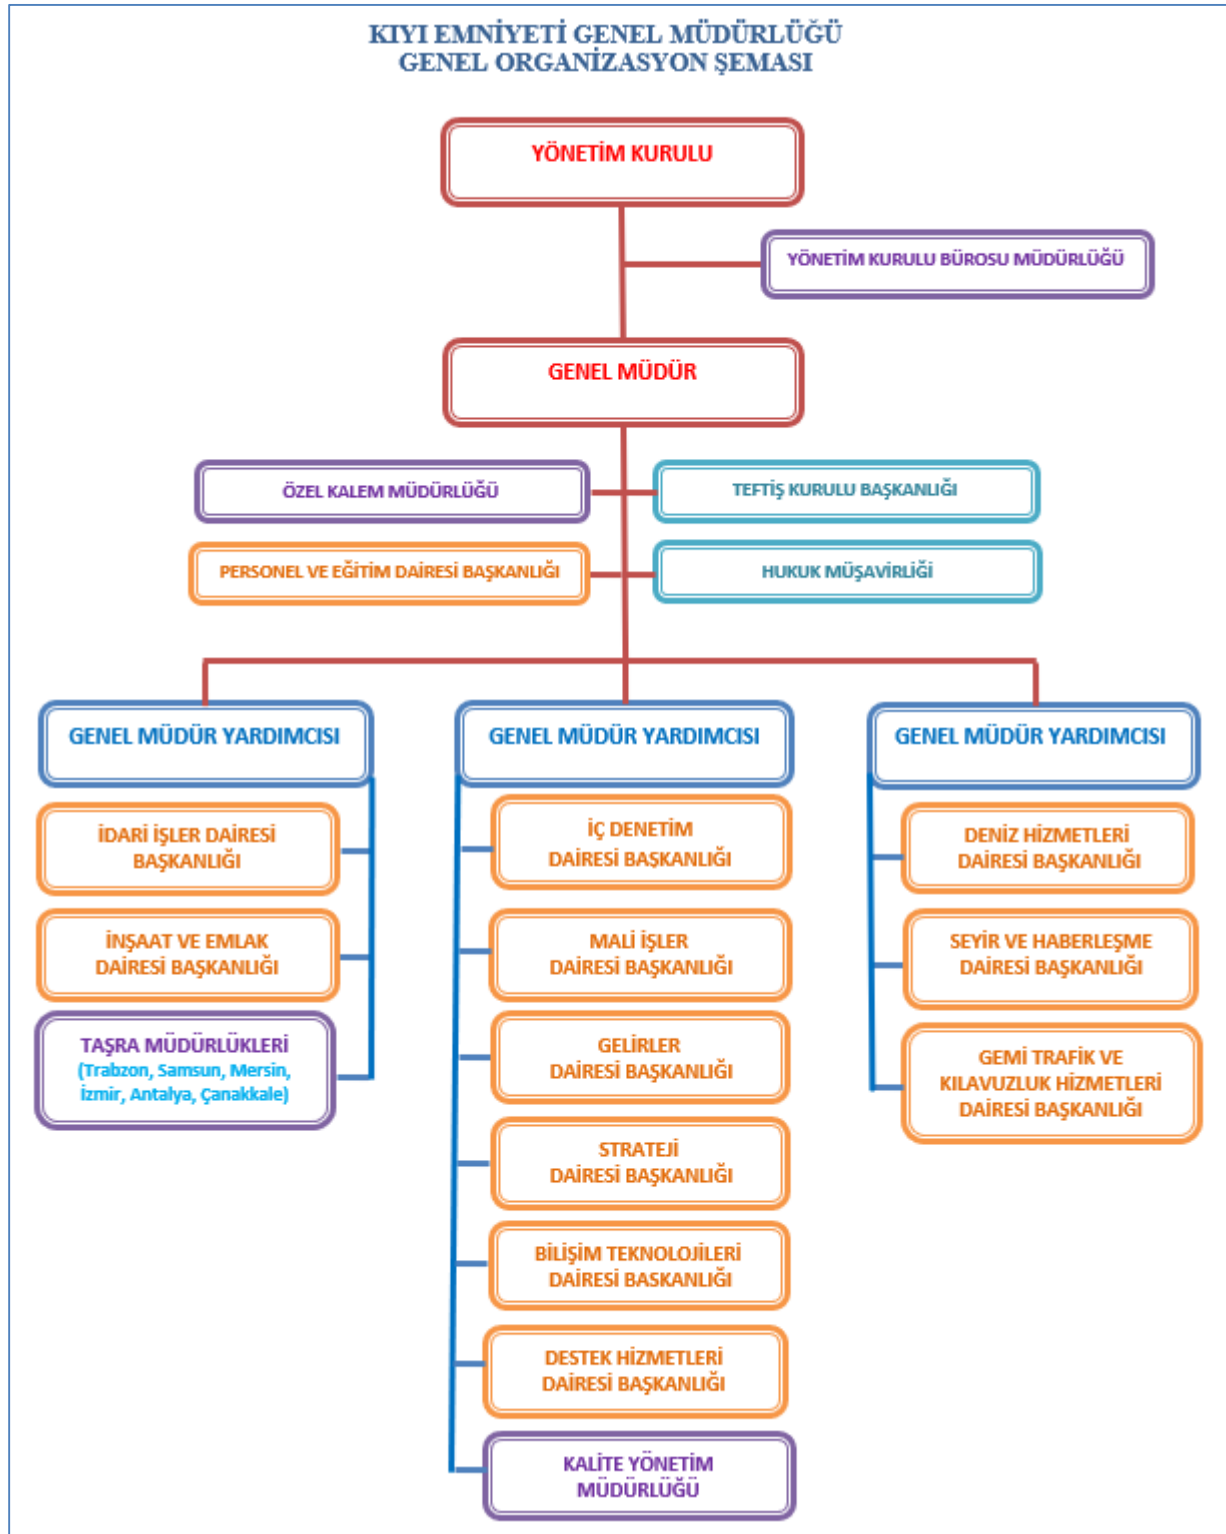 KIYI EMNİYETİ GENEL MÜDÜRLÜĞÜ
GENEL ORGANİZASYON ŞEMASI
YÖNETİM KURULU
YÖNETİM KURULU BÜROSU MÜDÜRLÜĞÜ
GENEL MÜDÜR
ÖZEL KALEM MÜDÜRLÜĞÜ
TEFTİŞ KURULU BAŞKANLIĞI
PERSONEL VE EĞİTİM DAİRESİ BAŞKANLIĞI
HUKUK MÜŞAVİRLİĞİ
GENEL MÜDÜR YARDIMCISI
İDARİ İŞLER DAİRESİ
BAŞKANLIĞI
İNŞAAT VE EMLAK
DAİRESİ BAŞKANLIĞI
TAŞRA MÜDÜRLÜKLERİ
(Trabzon, Samsun, Mersin,
İzmir, Antalya, Çanakkale)
GENEL MÜDÜR YARDIMCISI
İÇ DENETİM
DAİRESİ BAŞKANLIĞI
MALİ İŞLER
DAİRESİ BAŞKANLIĞI
GELİRLER
DAİRESİ BAŞKANLIĞI
STRATEJİ
DAİRESİ BAŞKANLIĞI
BİLİŞİM TEKNOLOJİLERİ
DAİRESİ BASKANLIĞI
DESTEK HİZMETLERİ
DAİRESİ BAŞKANLIĞI
KALİTE YÖNETİM
MÜDÜRLÜĞÜ
GENEL MÜDÜR YARDIMCISI
DENİZ HİZMETLERİ
DAİRESİ BAŞKANLIĞI
SEYİR VE HABERLEŞME
DAİRESİ BAŞKANLIĞI
GEMİ TRAFİK VE
KILAVUZLUK HİZMETLERİ
DAİRESİ BAŞKANLIĞI